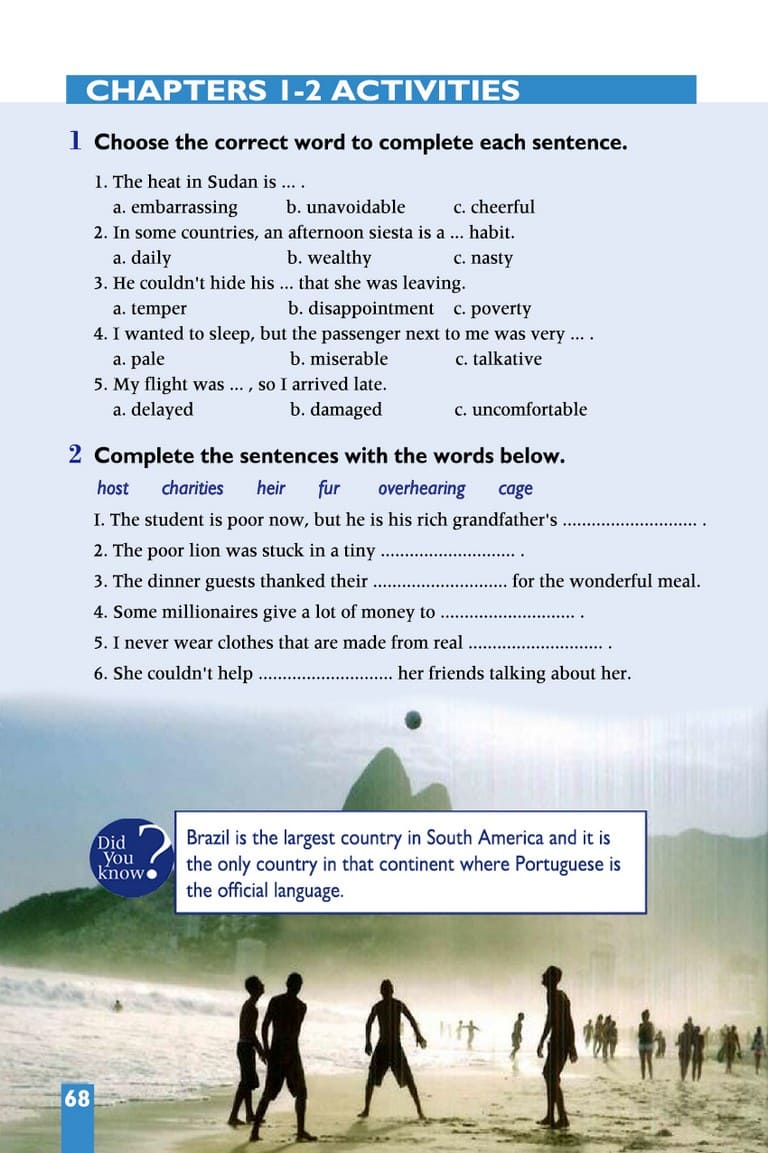 CHAPTERS 1-2 ACTIVITIES
1 Choose the correct word to complete each sentence.
1. The heat in Sudan is ... .
a. embarrassing b. unavoidable c. cheerful
2. In some countries, an afternoon siesta is a ... habit.
a. daily b. wealthy c. nasty
3. He couldn't hide his ... that she was leaving.
a. temper b. disappointment c. poverty
4. I wanted to sleep, but the passenger next to me was very ... .
a. pale b. miserable c. talkative
5. My flight was ... , so I arrived late.
a. delayed b. damaged c. uncomfortable
2 Complete the sentences with the words below.
host charities heir fur overhearing cage
I. The student is poor now, but he is his rich grandfather's ............................ .
2. The poor lion was stuck in a tiny ............................ .
3. The dinner guests thanked their ............................ for the wonderful meal.
4. Some millionaires give a lot of money to ............................ .
5. I never wear clothes that are made from real ............................ .
6. She couldn't help ............................ her friends talking about her.
Did
You
know?
Brazil is the largest country in South America and it is
the only country in that continent where Portuguese is
the official language.
68